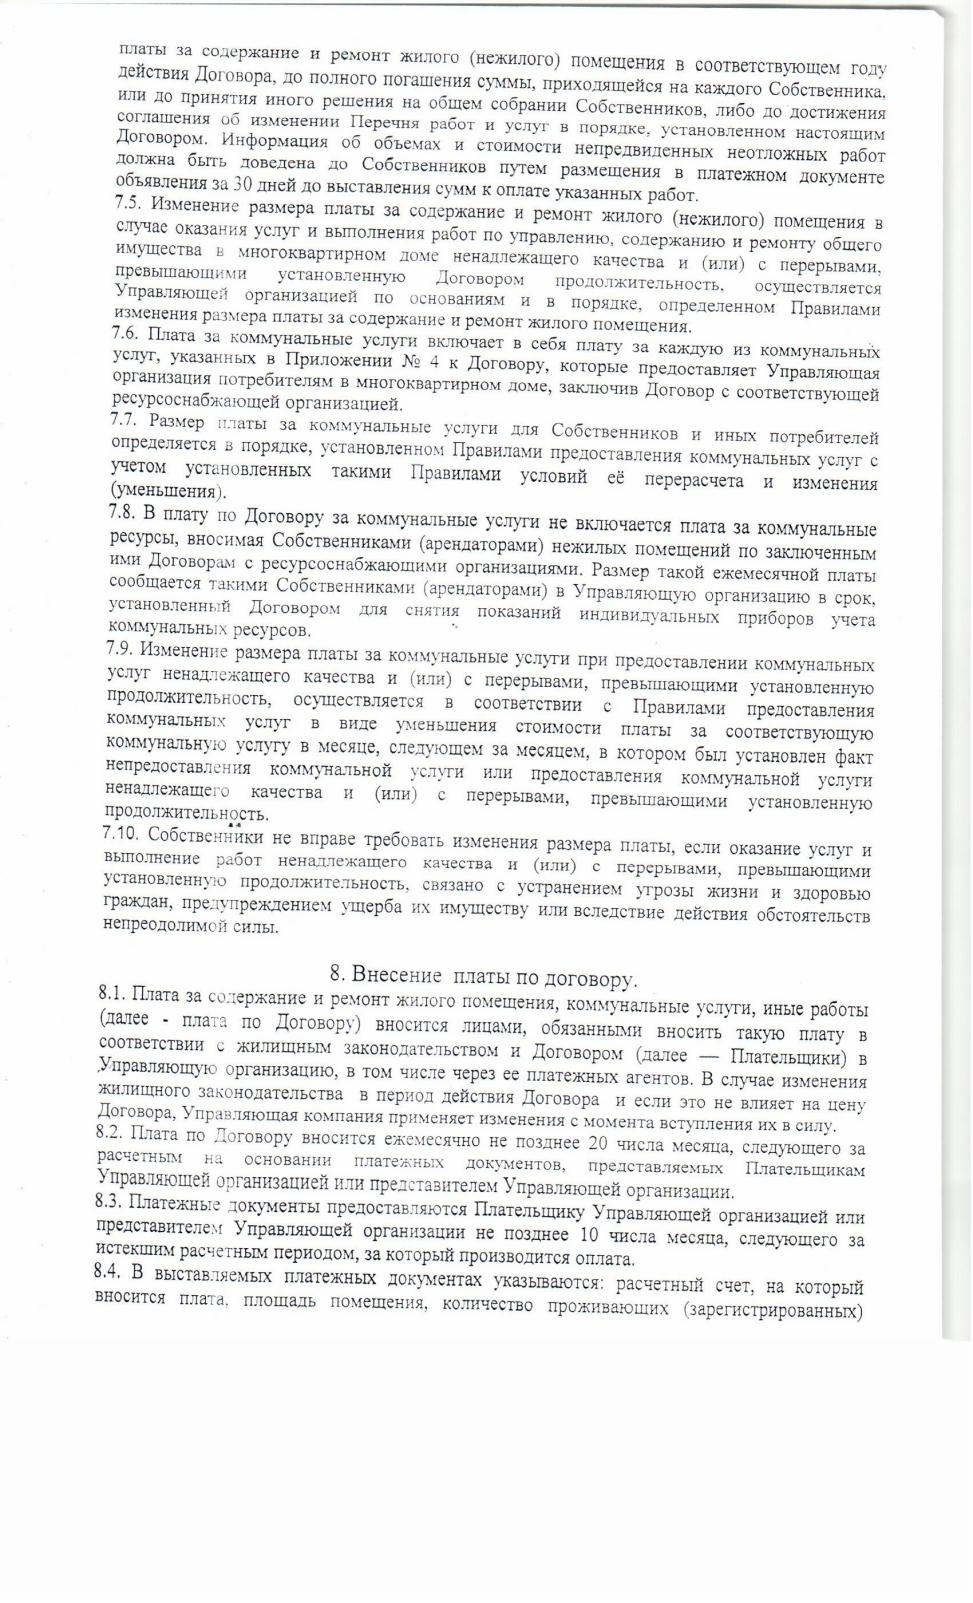 платы за содержание и ремонт жилого (нежилого) помещения в соответствующем году
действия Договора, до полного погашения суммы, приходящейся на каждого Собственника,
или до принятия иного решения на общем собрании Собственников, либо до достижения
соглашения об изменении Перечня работ и услуг в порядке, установленном настоящим
Договором. Информация об объемах и стоимости непредвиденных неотложных работ
должна быть доведена до Собственников путем размещения в платежном документе
объявления за 30 дней до выставления сумм к оплате указанных работ.
7.5. Изменение размера платы за содержание и ремонт жилого (нежилого) помещения в
случае оказания услуг и выполнения работ по управлению, содержанию и ремонту общего
имущества в многоквартирном доме ненадлежащего качества и (или) с перерывами,
превышающими установленную Договором продолжительность, осуществляется
Управляющей организацией по основаниям и в порядке, определенном Правилами
изменения размера платы за содержание и ремонт жилого помещения.
7.6. Плата за коммунальные услуги включает в себя плату за каждую из коммунальных
услуг, указанных в Приложении № 4 к Договору, которые предоставляет Управляющая
организация потребителям в многоквартирном доме, заключив Договор с соответствующей
ресурсоснабжающей организацией.
7.7. Размер платы за коммунальные услуги для Собственников и иных потребителей
определяется в порядке, установленном Правилами предоставления коммунальных услуг с
учетом установленных такими Правилами условий её перерасчета и изменения
(уменьшения).
7.8. В плату по Договору за коммунальные услуги не включается плата за коммунальные
ресурсы, вносимая Собственниками (арендаторами) нежилых помещений по заключенным
ими Договорам с ресурсоснабжающими организациями. Размер такой ежемесячной платы
сообщается такими Собственниками (арендаторами) в Управляющую организацию в срок,
установленный Договором для снятия показаний индивидуальных приборов учета
коммунальных ресурсов.
7.9. Изменение размера платы за коммунальные услуги при предоставлении коммунальных
услуг ненадлежащего качества и (или) с перерывами, превышающими установленную
продолжительность, осуществляется в соответствии с Правилами предоставления
коммунальных услуг в виде уменьшения стоимости платы за соответствующую
коммунальную услугу в месяце, следующем за месяцем, в котором был установлен факт
непредоставления коммунальной услуги или предоставления коммунальной услуги
ненадлежащего качества и (или) с перерывами, превышающими установленную
продолжительность.
7.10. Собственники не вправе требовать изменения размера платы, если оказание услуг и
выполнение работ ненадлежащего качества и (или) с перерывами, превышающими
установленную продолжительность, связано с устранением угрозы жизни и здоровью
граждан, предупреждением ущерба их имуществу или вследствие действия обстоятельств
непреодолимой силы.
8. Внесение платы по договору.
8.1. Плата за содержание и ремонт жилого помещения, коммунальные услуги, иные работы
(далее - плата по Договору) вносится лицами, обязанными вносить такую плату в
соответствии с жилищным законодательством и Договором (далее — Плательщики) в
Управляющую организацию, в том числе через ее платежных агентов. В случае изменения
жилищного законодательства в период действия Договора и если это не влияет на цену
Договора, Управляющая компания применяет изменения с момента вступления их в силу.
8.2. Плата по Договору вносится ежемесячно не позднее 20 числа месяца, следующего за
расчетным на основании платежных документов, представляемых Плательщикам
Управляющей организацией или представителем Управляющей организации.
8.3. Платежные документы предоставляются Плательщику Управляющей организацией или
представителем Управляющей организации не позднее 10 числа месяца, следующего за
истекшим расчетным периодом, за который производится оплата.
8.4. В выставляемых платежных документах указываются: расчетный счет, на который
вносится плата, площадь помещения, количество проживающих (зарегистрированных)